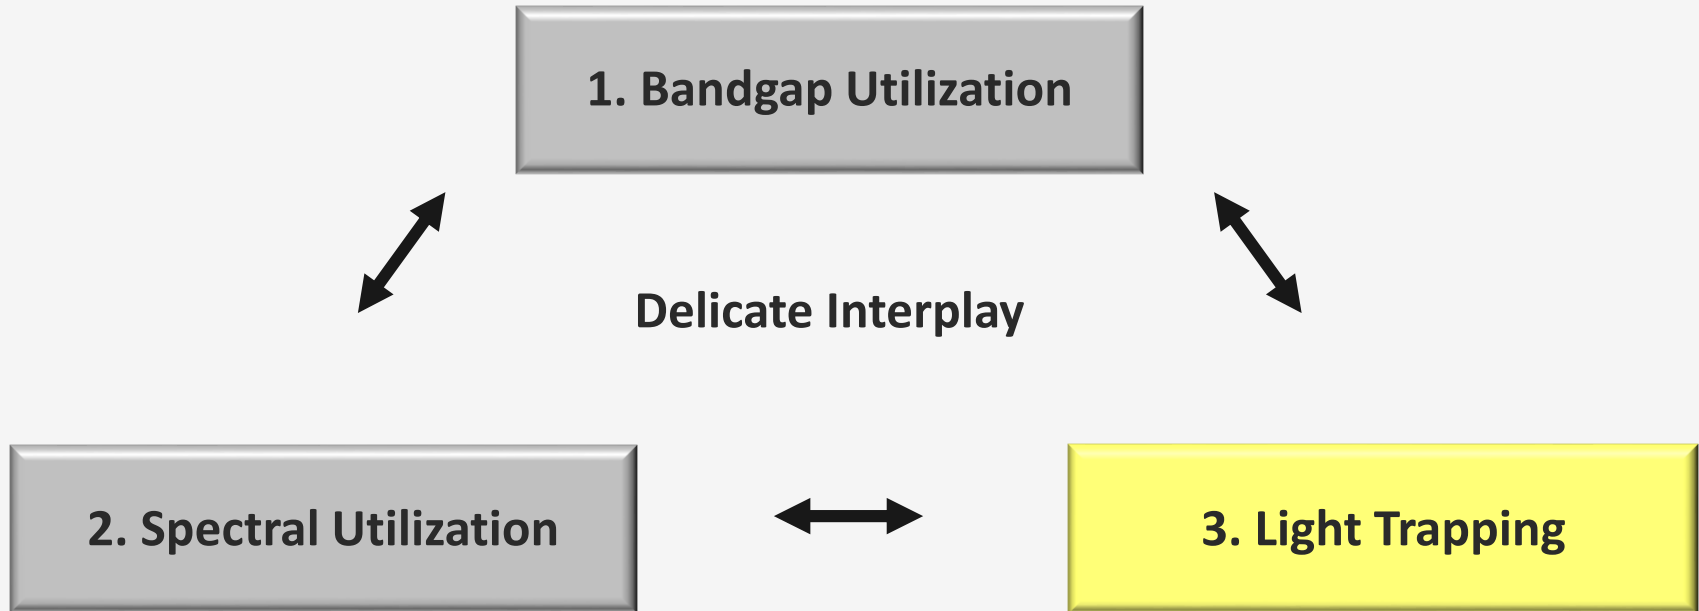 1. Bandgap Utilization
Delicate Interplay
2. Spectral Utilization
3. Light Trapping